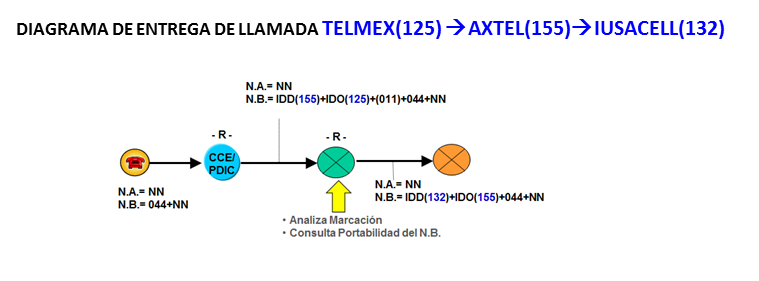 DIAGRAMA DE ENTREGA DE LLAMADA TELMEX(125) → AXTEL(155)→ IUSACELL(132)
N.A.= NN
N.B.= IDD(155)+IDO(125)+(011)+044+NN
- R -
- R -
CCE/
PDIC
N.A.= NN
N.B.= 044+NN
N.A.= NN
N.B.= IDD(132)+IDO(155)+044+NN
• Analiza Marcación
• Consulta Portabilidad del N.B.